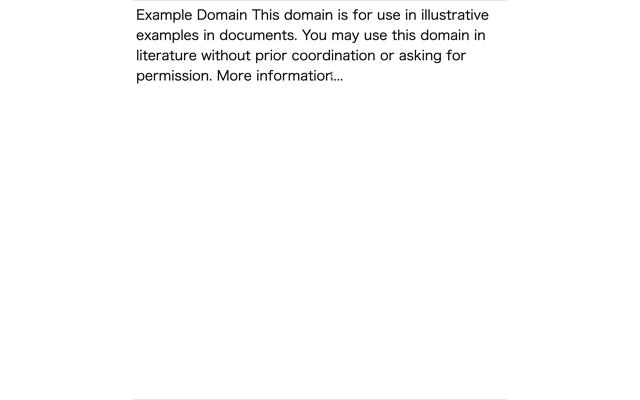 Example Domain This domain is for use in illustrative
examples in documents. You may use this domain in
literature without prior coordination or asking for
permission. More information...